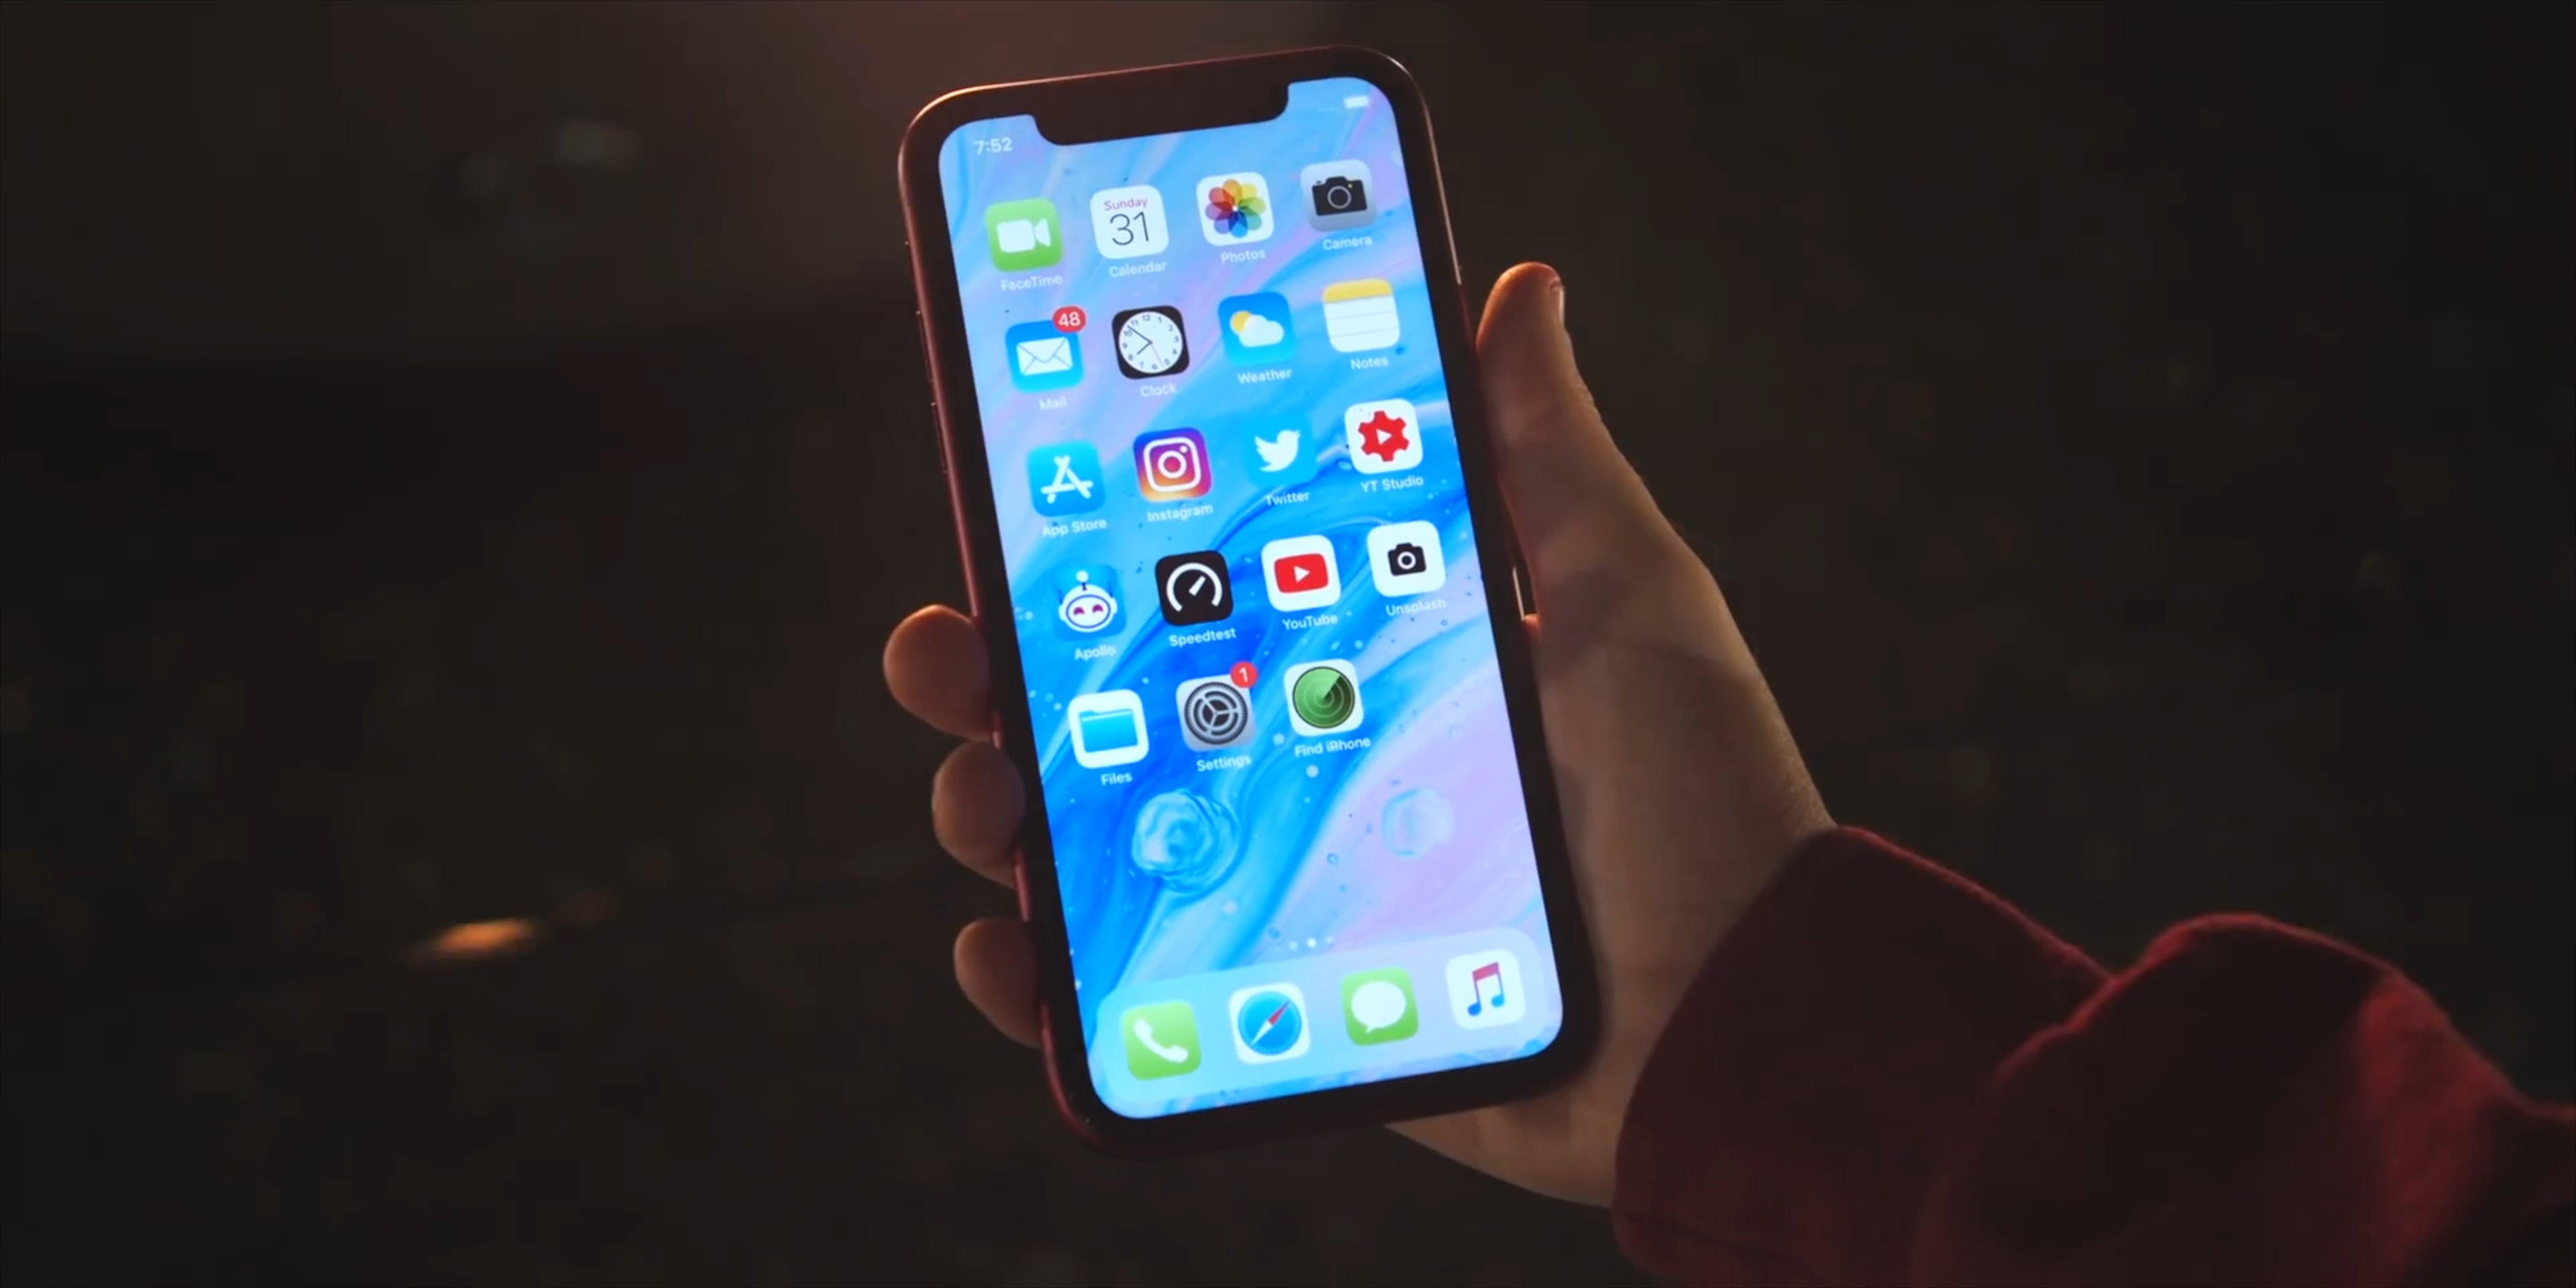 7:52
Sunday
31
FaceTime
Calendar
Photos
Camera
48
Mail
Clock
Weather
Notes
App Store
Instagram
Twitter
YT Studio
Apollo
Speedtest
YouTube
Unsplash
1
Files
Settings
Find iPhone